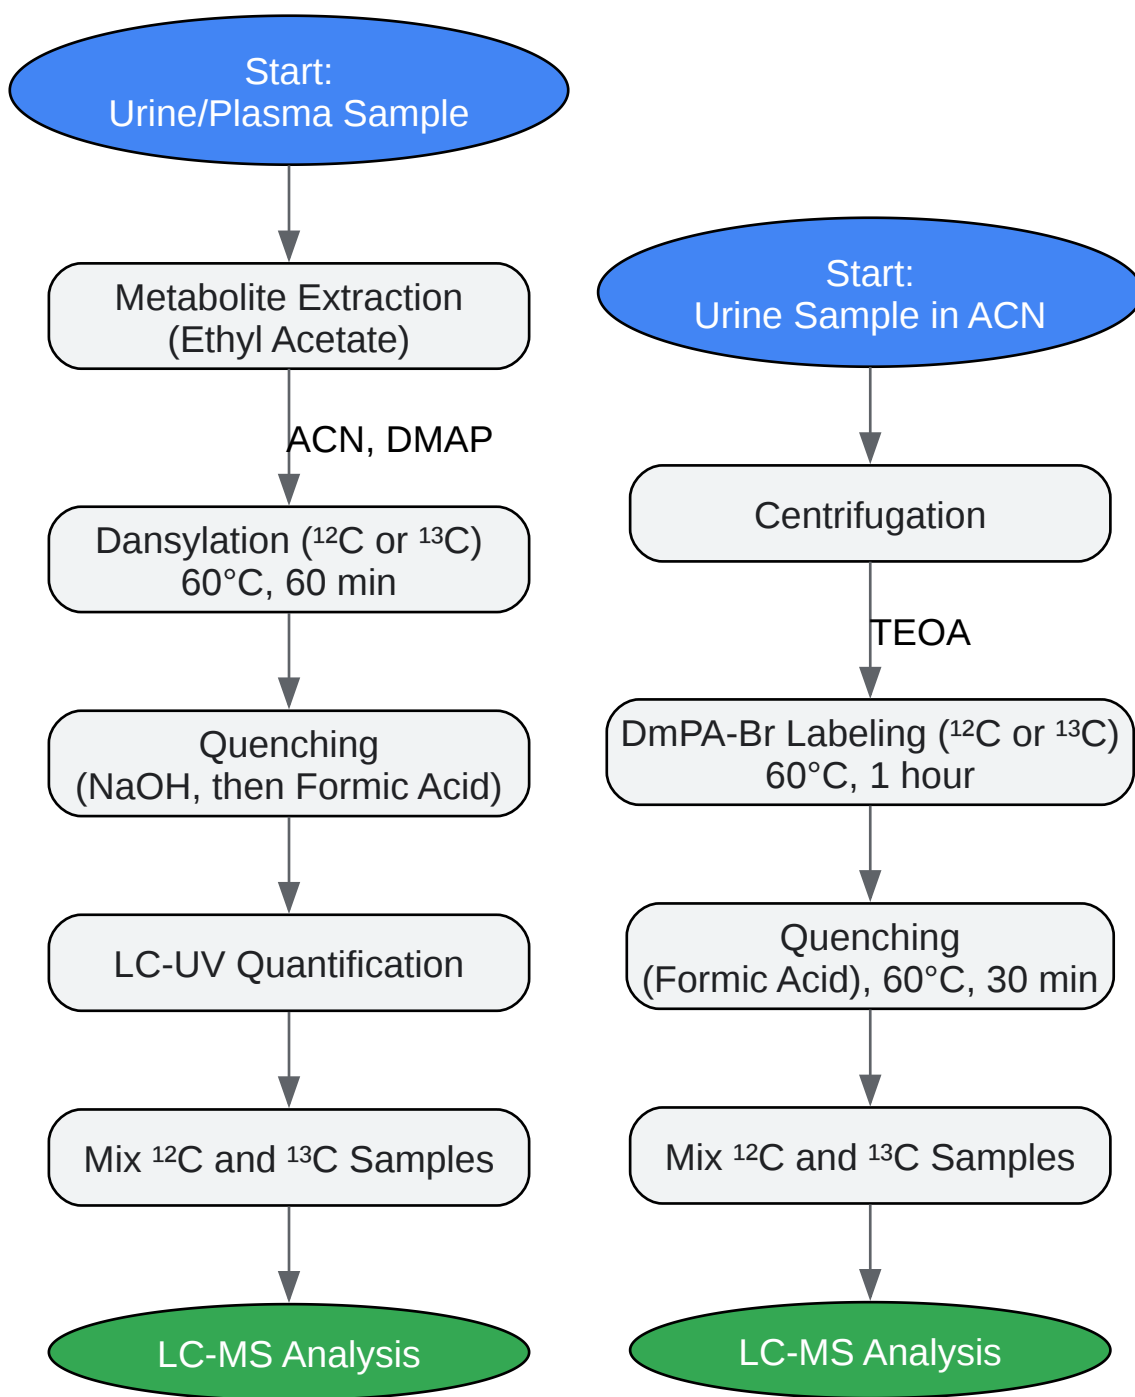 Start:
Urine/Plasma Sample
Metabolite Extraction
(Ethyl Acetate)
ACN, DMAP
Dansylation (¹²C or ¹³C)
60°C, 60 min
Quenching
(NaOH, then Formic Acid)
LC-UV Quantification
Mix ¹²C and ¹³C Samples
LC-MS Analysis
Start:
Urine Sample in ACN
Centrifugation
TEOA
DmPA-Br Labeling (¹²C or ¹³C)
60°C, 1 hour
Quenching
(Formic Acid), 60°C, 30 min
Mix ¹²C and ¹³C Samples
LC-MS Analysis